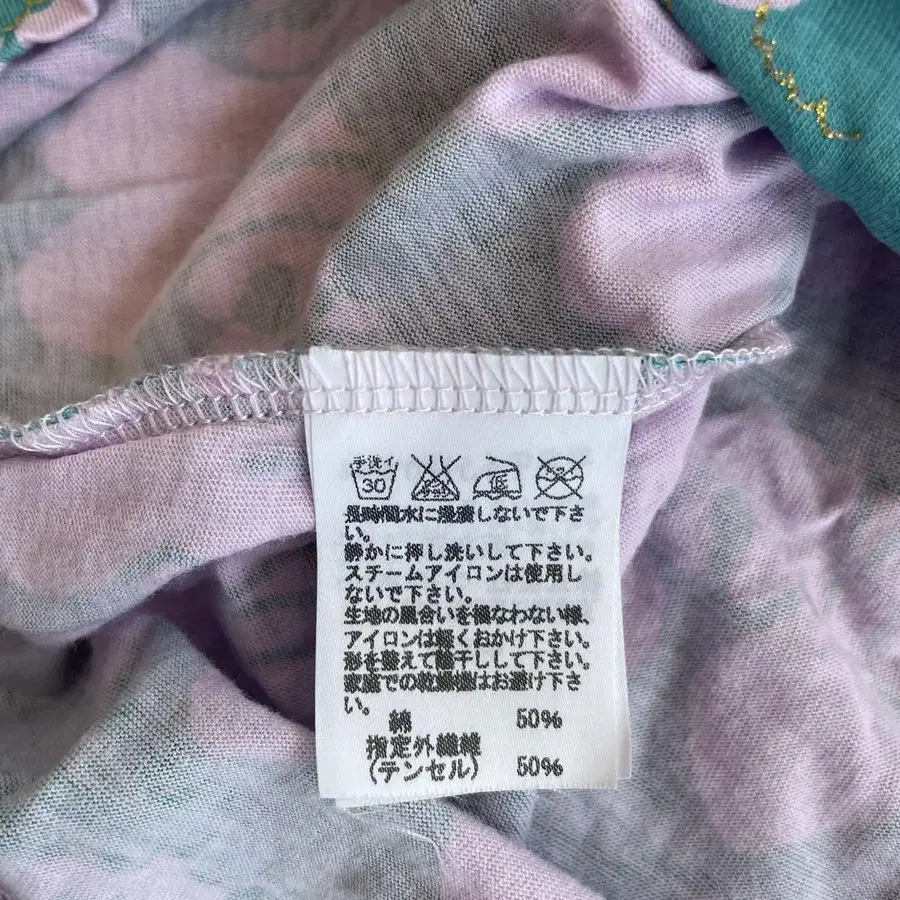 手洗イ
30
低
長時間水に浸漬しないで下さ
い。
静かに押し洗いして下さい。
スチームアイロンは使用し
ないで下さい。
生地の風合いを損なわない様、
アイロンは軽くおかけ下さい。
形を整えて陰干しして下さい。
家庭での乾燥機はお避け下さ
い。
綿 50%
指定外繊維
(テンセル) 50%